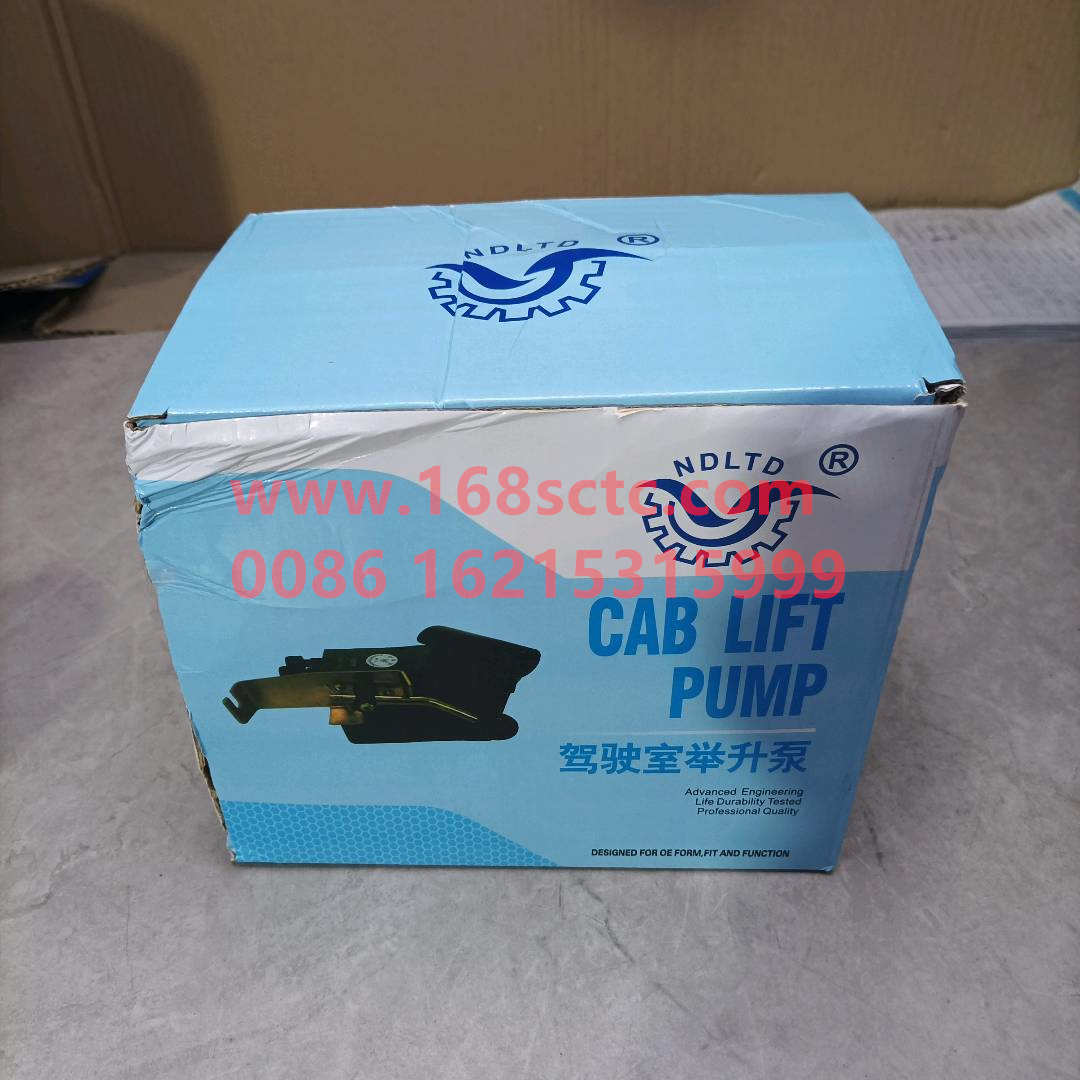 NDLTD ®
NDLTD ®
www.168sctc.com
0086 16215315999
CAB LIFT
PUMP
驾驶室举升泵
Advanced Engineering
Life Durability Tested
Professional Quality
DESIGNED FOR OE FORM,FIT AND FUNCTION